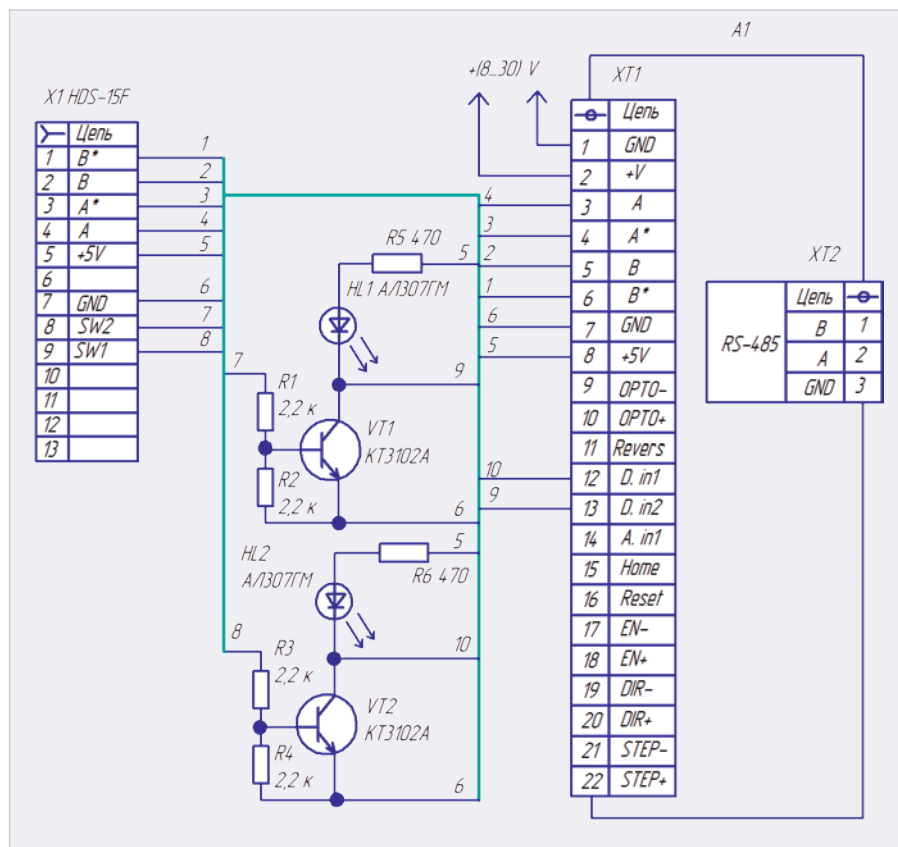 A1
+(8...30) V
XT1
X1 HDS-15F
Цепь
1 B*
2 B
3 A*
4 A
5 +5V
6
7 GND
8 SW2
9 SW1
10
11
12
13
1
2
3
4
5
6
7
8
7
R1
2,2 к
R2
2,2 к
VT1
КТ3102А
R5 470
HL1 АЛ307ГМ
5
9
6
HL2
АЛ307ГМ
5
R6 470
10
8
R3
2,2 к
R4
2,2 к
VT2
КТ3102А
6
4
3
2
1
6
5
10
9
Цепь
1 GND
2 +V
3 A
4 A*
5 B
6 B*
7 GND
8 +5V
9 OPTO-
10 OPTO+
11 Revers
12 D. in1
13 D. in2
14 A. in1
15 Home
16 Reset
17 EN-
18 EN+
19 DIR-
20 DIR+
21 STEP-
22 STEP+
XT2
RS-485
Цепь
B 1
A 2
GND 3